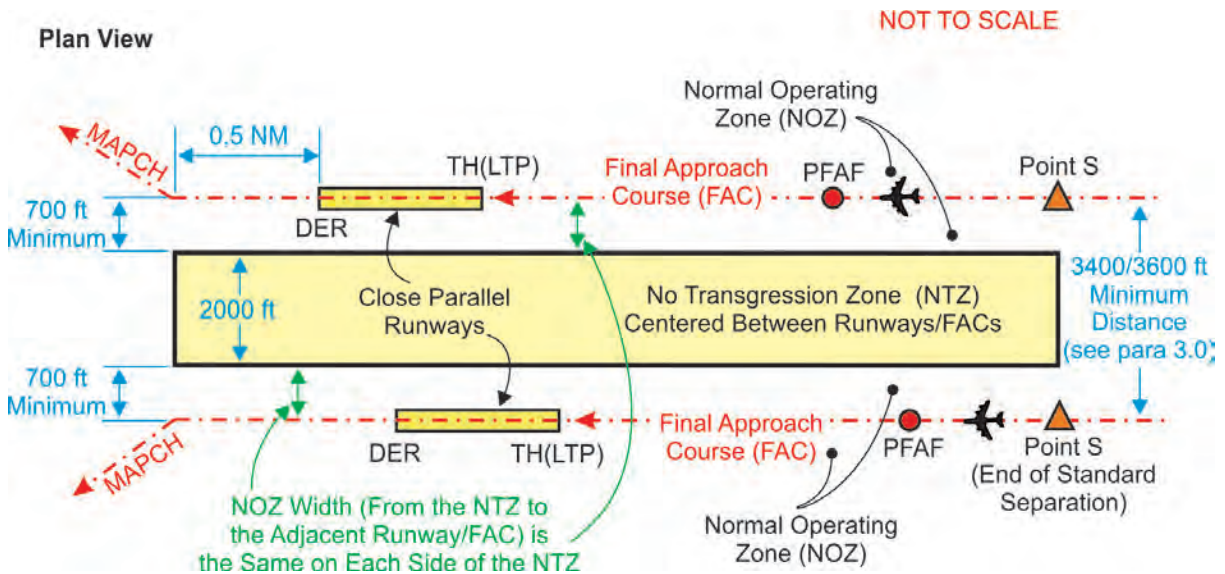 NOT TO SCALE
Plan View
Normal Operating
Zone (NOZ)
MAPCH
0.5 NM
TH(LTP)
Final Approach
Course (FAC)
PFAF
Point S
700 ft
Minimum
DER
2000 ft
Close Parallel
Runways
No Transgression Zone (NTZ)
Centered Between Runways/FACs
3400/3600 ft
Minimum
Distance
(see para 3.0)
700 ft
Minimum
MAPCH
DER
TH(LTP)
Final Approach
Course (FAC)
PFAF
Point S
(End of Standard
Separation)
NOZ Width (From the NTZ to
the Adjacent Runway/FAC) is
the Same on Each Side of the NTZ
Normal Operating
Zone (NOZ)